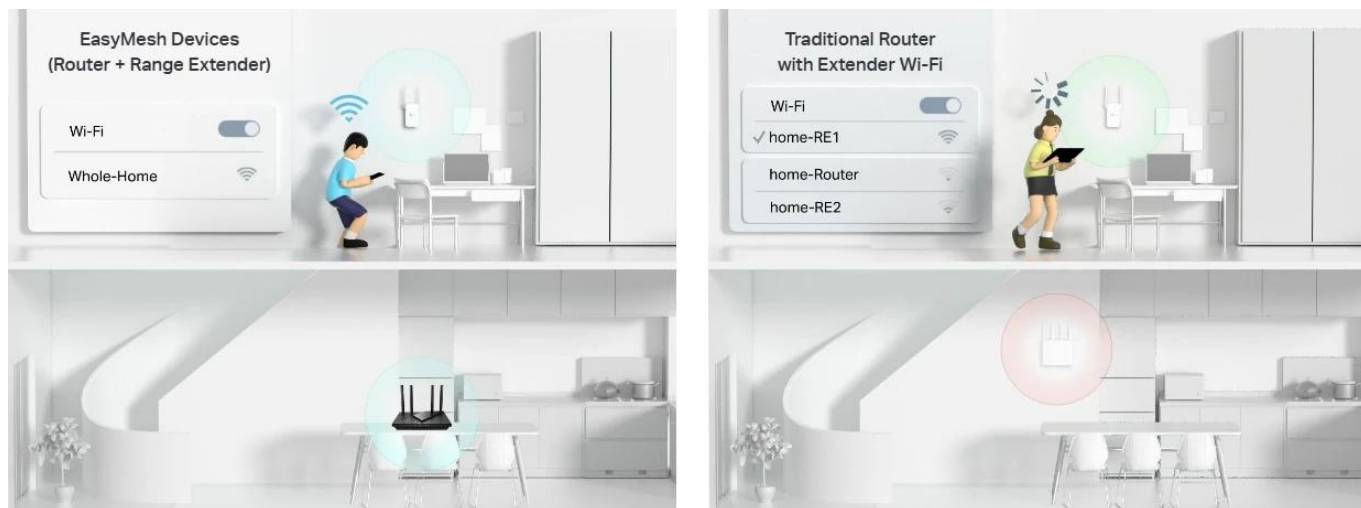 EasyMesh Devices
(Router + Range Extender)
Wi-Fi
Whole-Home
Traditional Router
with Extender Wi-Fi
Wi-Fi
home-RE1
home-Router
home-RE2